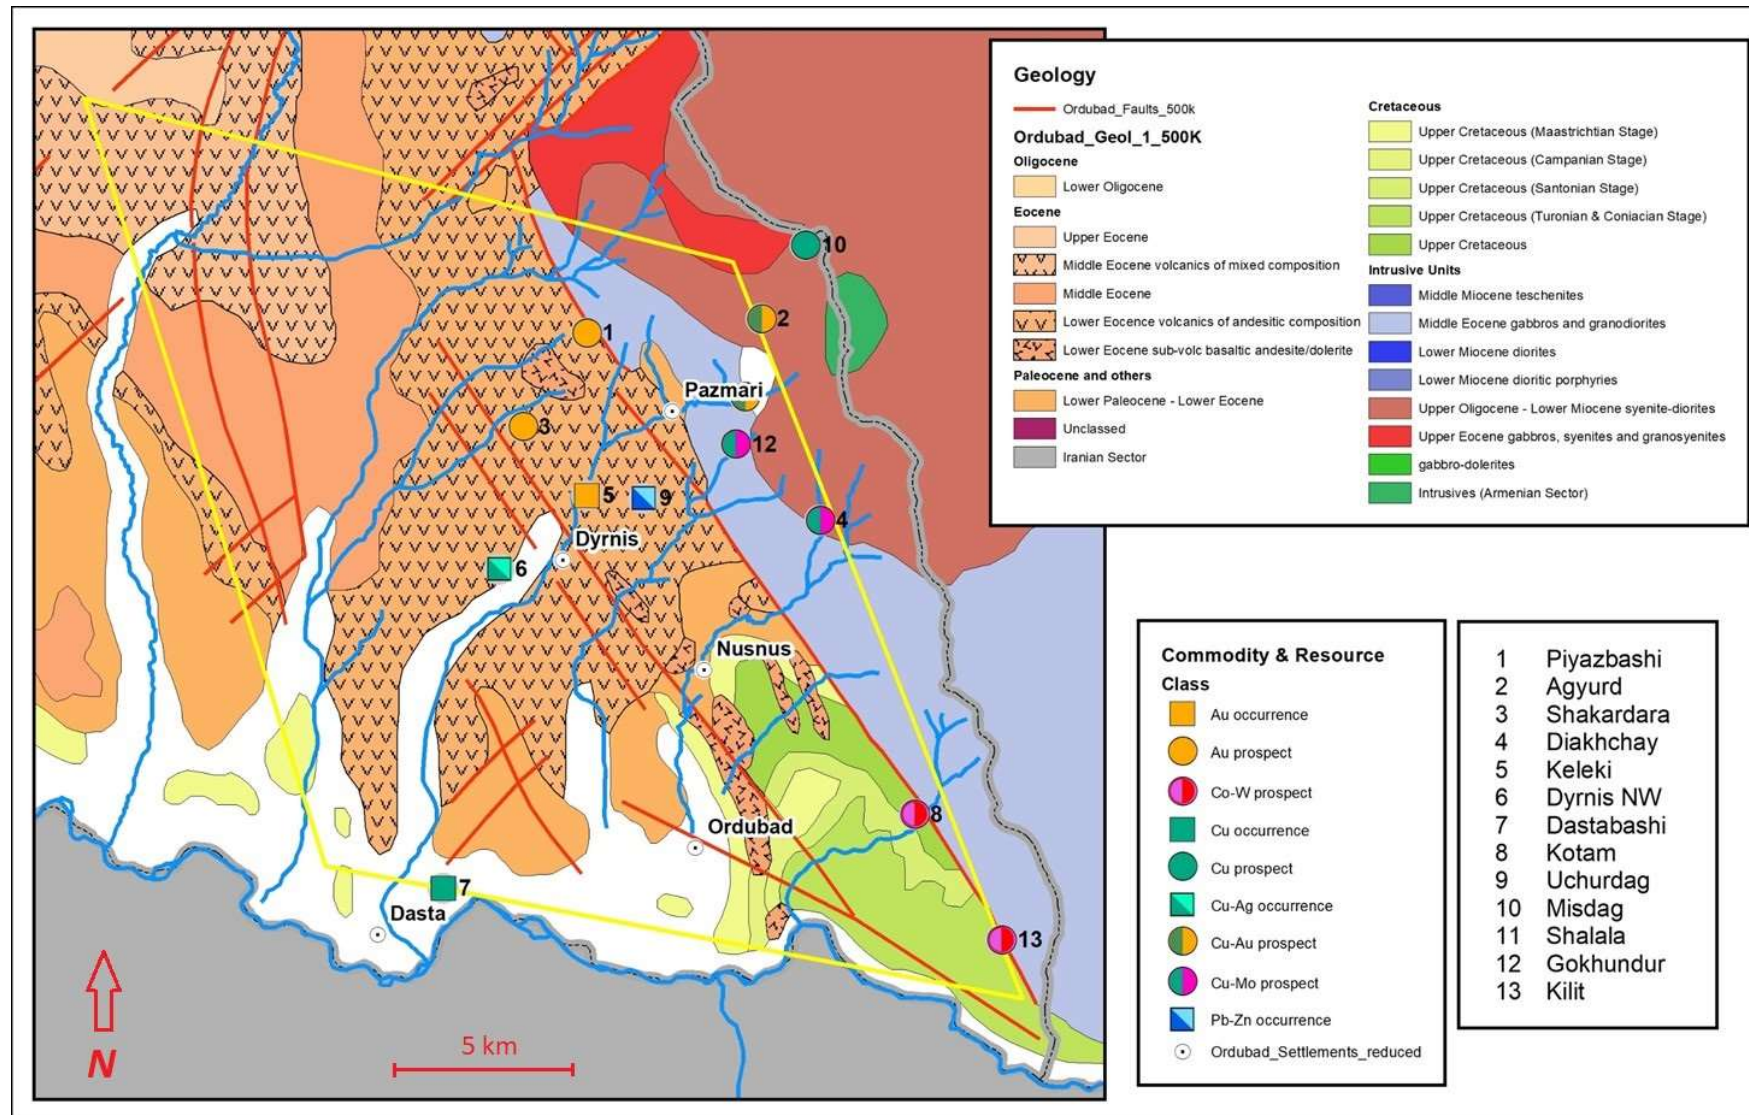 1
2
3
4
5
6
7
8
9
10
12
13
Pazmari
Dyrnis
Nusnus
Ordubad
Dasta
N
5 km
Geology
Ordubad_Faults_500k
Ordubad_Geol_1_500K
Oligocene
Lower Oligocene
Eocene
Upper Eocene
Middle Eocene volcanics of mixed composition
Middle Eocene
Lower Eocence volcanics of andesitic composition
Lower Eocene sub-volc basaltic andesite/dolerite
Paleocene and others
Lower Paleocene - Lower Eocene
Unclassed
Iranian Sector
Cretaceous
Upper Cretaceous (Maastrichtian Stage)
Upper Cretaceous (Campanian Stage)
Upper Cretaceous (Santonian Stage)
Upper Cretaceous (Turonian & Coniacian Stage)
Upper Cretaceous
Intrusive Units
Middle Miocene teschenites
Middle Eocene gabbros and granodiorites
Lower Miocene diorites
Lower Miocene dioritic porphyries
Upper Oligocene - Lower Miocene syenite-diorites
Upper Eocene gabbros, syenites and granosyenites
gabbro-dolerites
Intrusives (Armenian Sector)
Commodity & Resource
Class
Au occurrence
Au prospect
Co-W prospect
Cu occurrence
Cu prospect
Cu-Ag occurrence
Cu-Au prospect
Cu-Mo prospect
Pb-Zn occurrence
Ordubad_Settlements_reduced
1 Piyazbashi
2 Agyurd
3 Shakardara
4 Diakhchay
5 Keleki
6 Dyrnis NW
7 Dastabashi
8 Kotam
9 Uchurdag
10 Misdag
11 Shalala
12 Gokhundur
13 Kilit